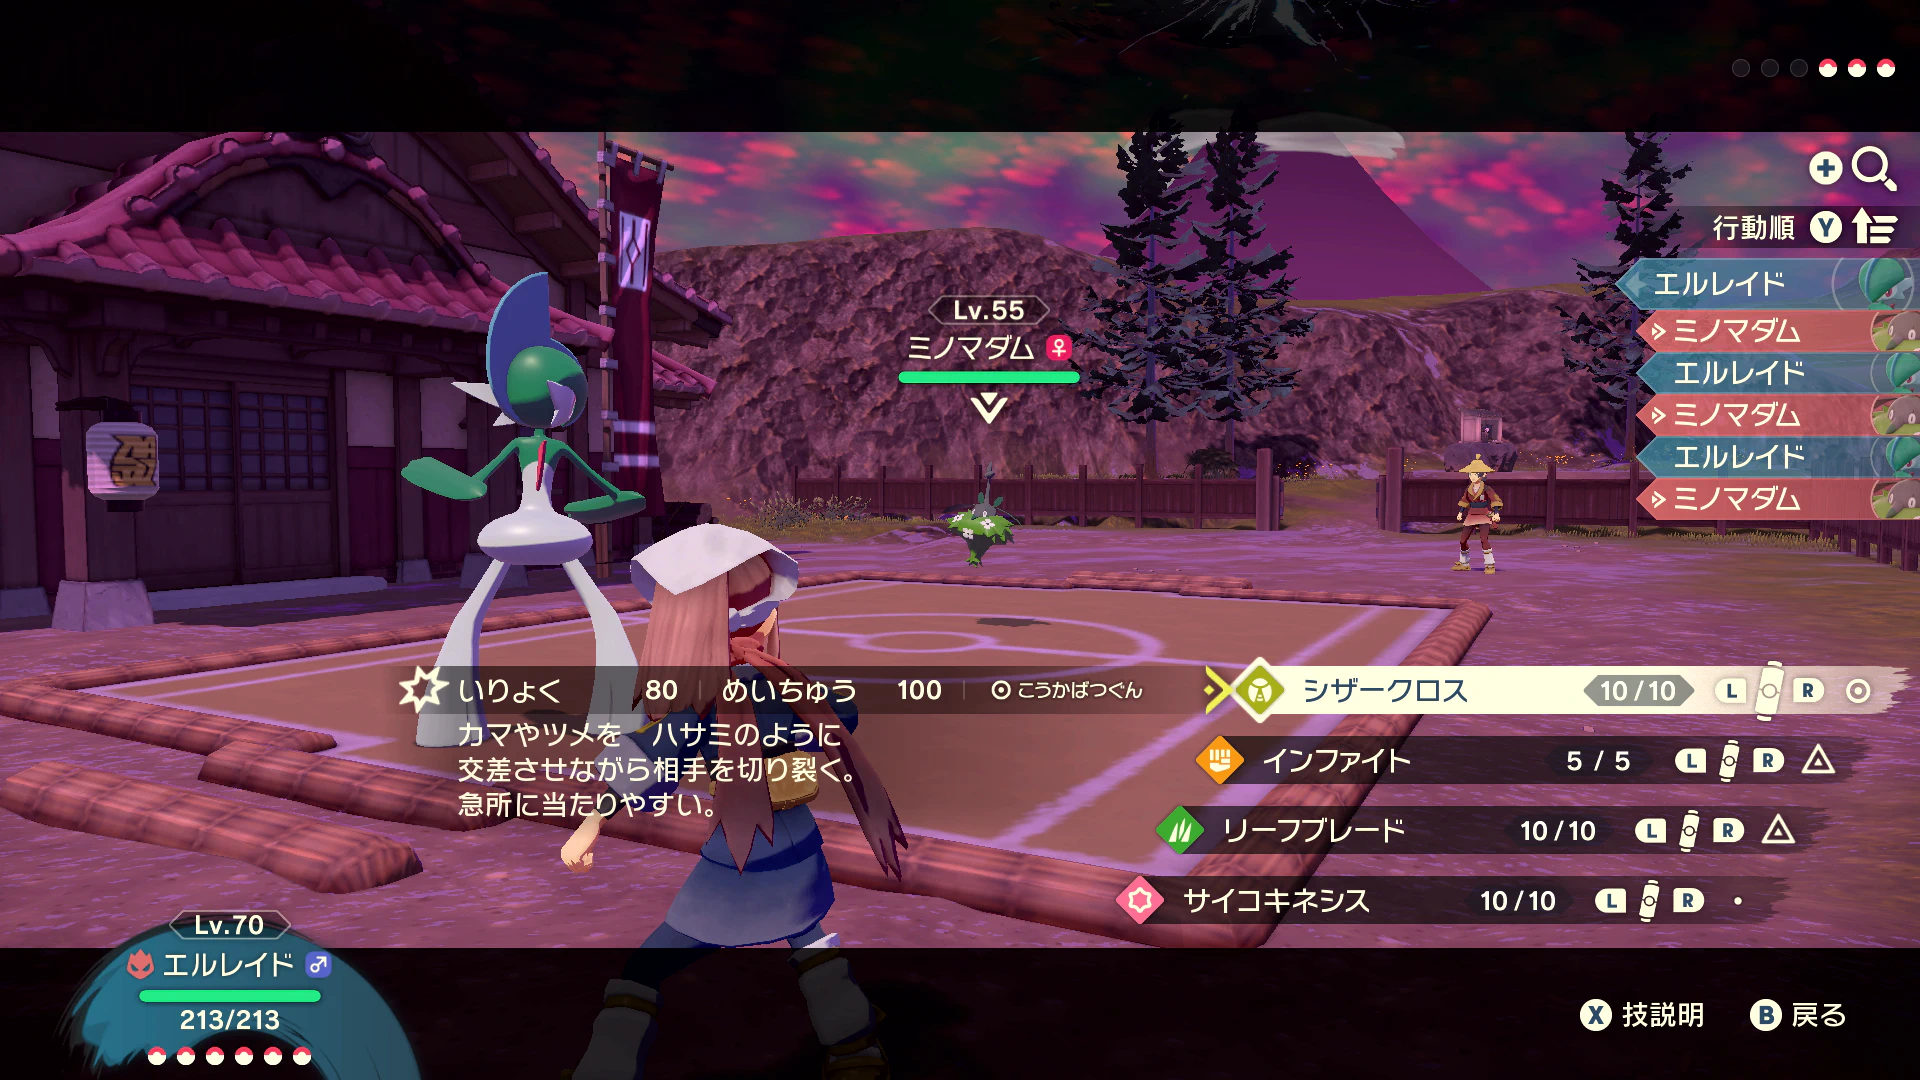 行動順 Y
エルレイド
ミノマダム
エルレイド
ミノマダム
エルレイド
ミノマダム
Lv.55
ミノマダム ♀
いりょく 80 めいちゅう 100 こうかばつぐん
カマやツメを ハサミのように
交差させながら相手を切り裂く。
急所に当たりやすい。
シザークロス 10/10 L R
インファイト 5/5 L R
リーフブレード 10/10 L R
サイコキネシス 10/10 L R
Lv.70
エルレイド ♂
213/213
X 技説明 B 戻る